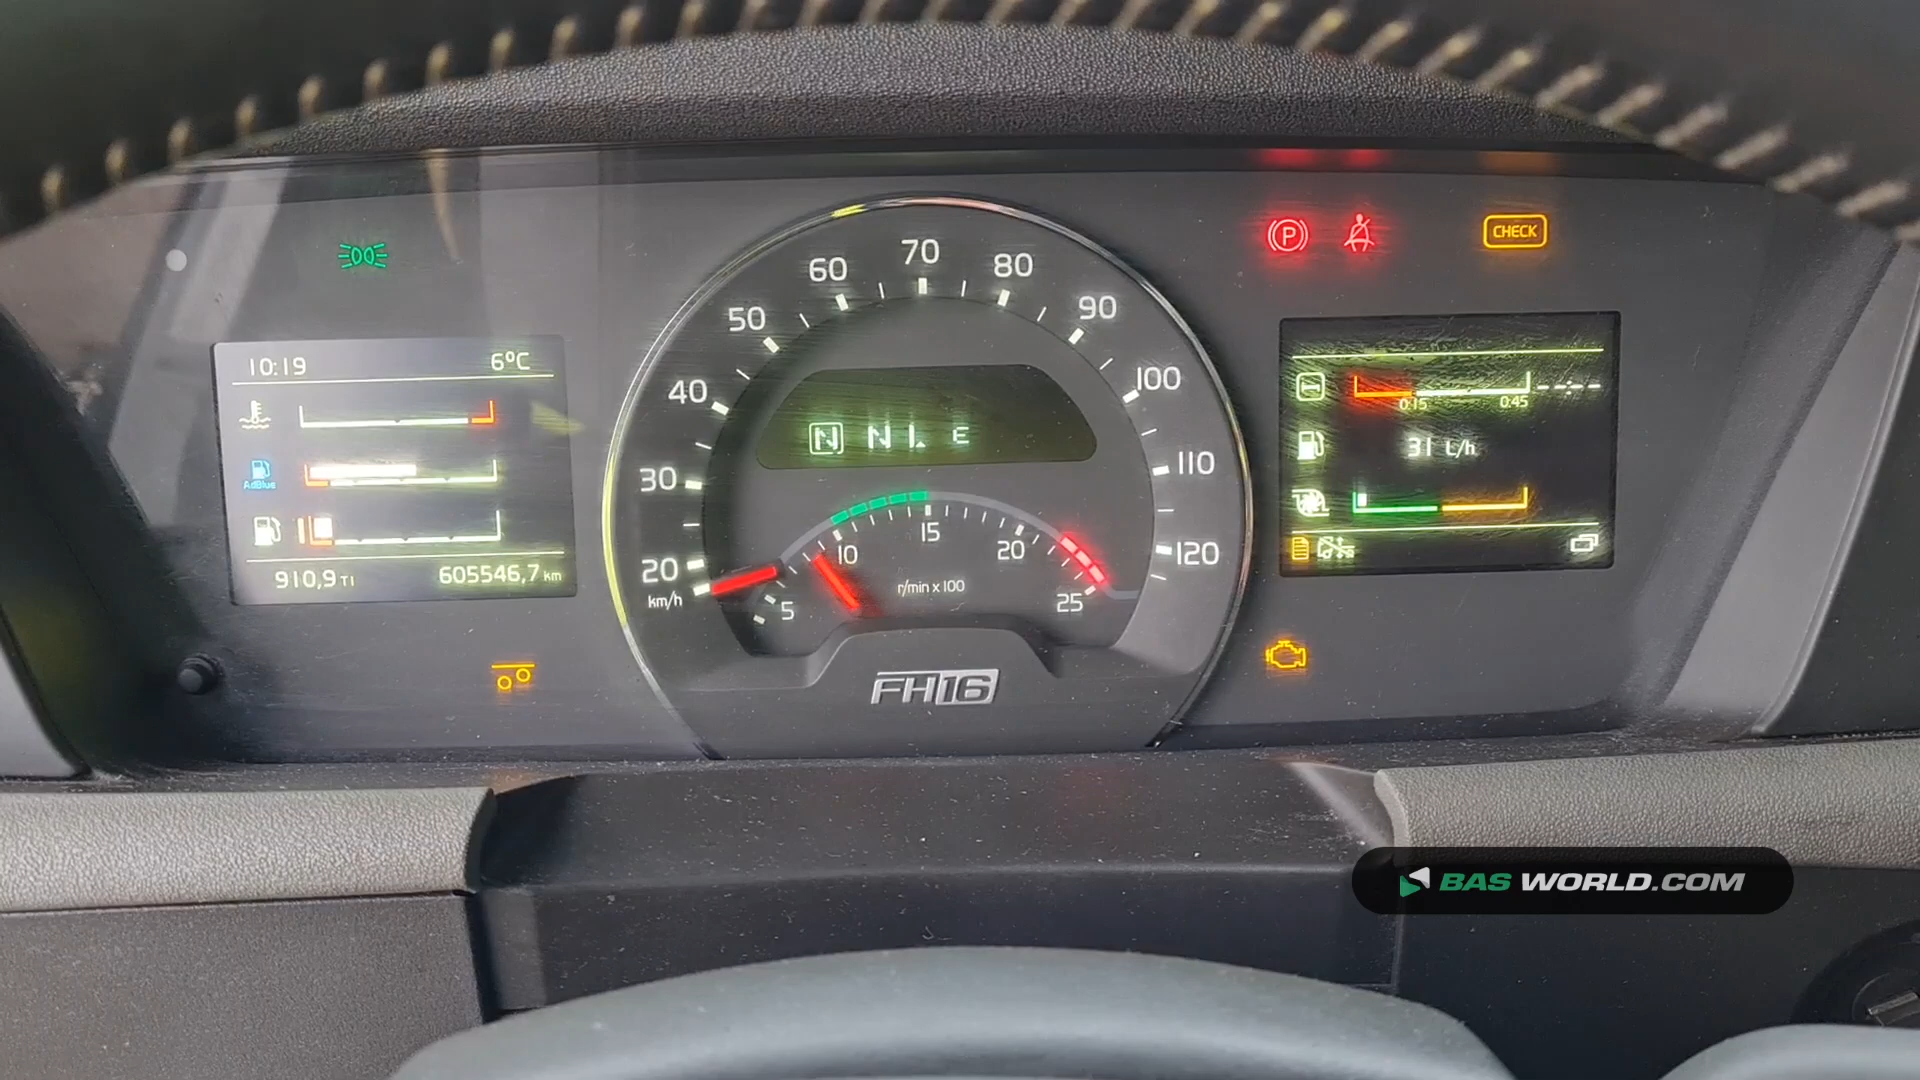 10:19 6°C
AdBlue
910,9 T1 605546,7 km
20 30 40 50 60 70 80 90 100 110 120
km/h
N N L E
5 10 15 20 25
r/min x 100
FH16
P
CHECK
0:15 0:45 --:--
31 L/h
BAS WORLD.COM